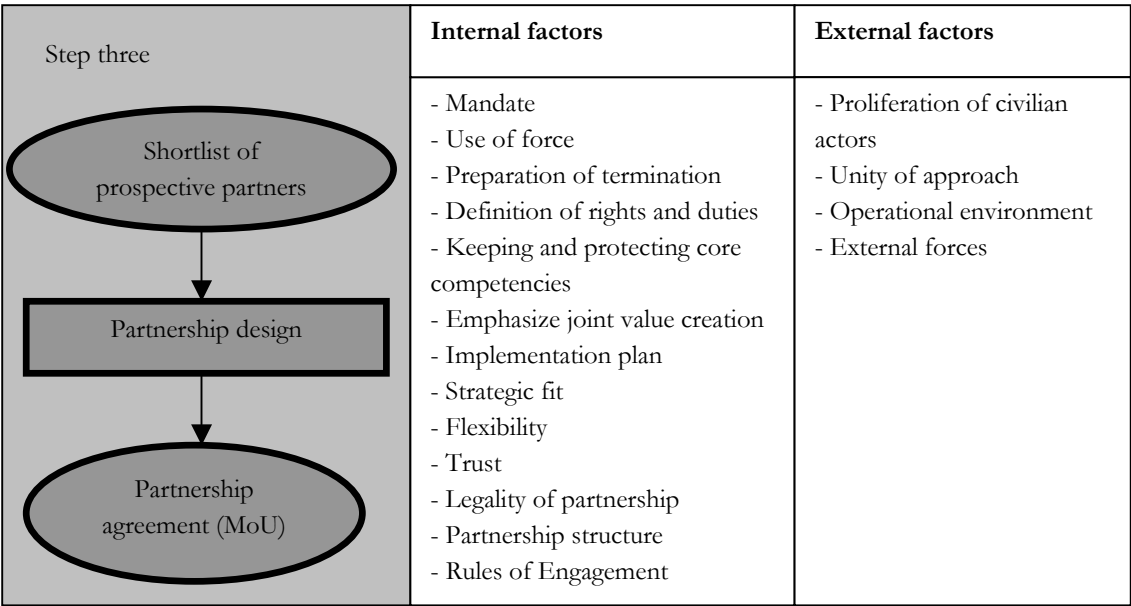 Step three
Shortlist of
prospective partners
Partnership design
Partnership
agreement (MoU)
Internal factors
- Mandate
- Use of force
- Preparation of termination
- Definition of rights and duties
- Keeping and protecting core
competencies
- Emphasize joint value creation
- Implementation plan
- Strategic fit
- Flexibility
- Trust
- Legality of partnership
- Partnership structure
- Rules of Engagement
External factors
- Proliferation of civilian
actors
- Unity of approach
- Operational environment
- External forces